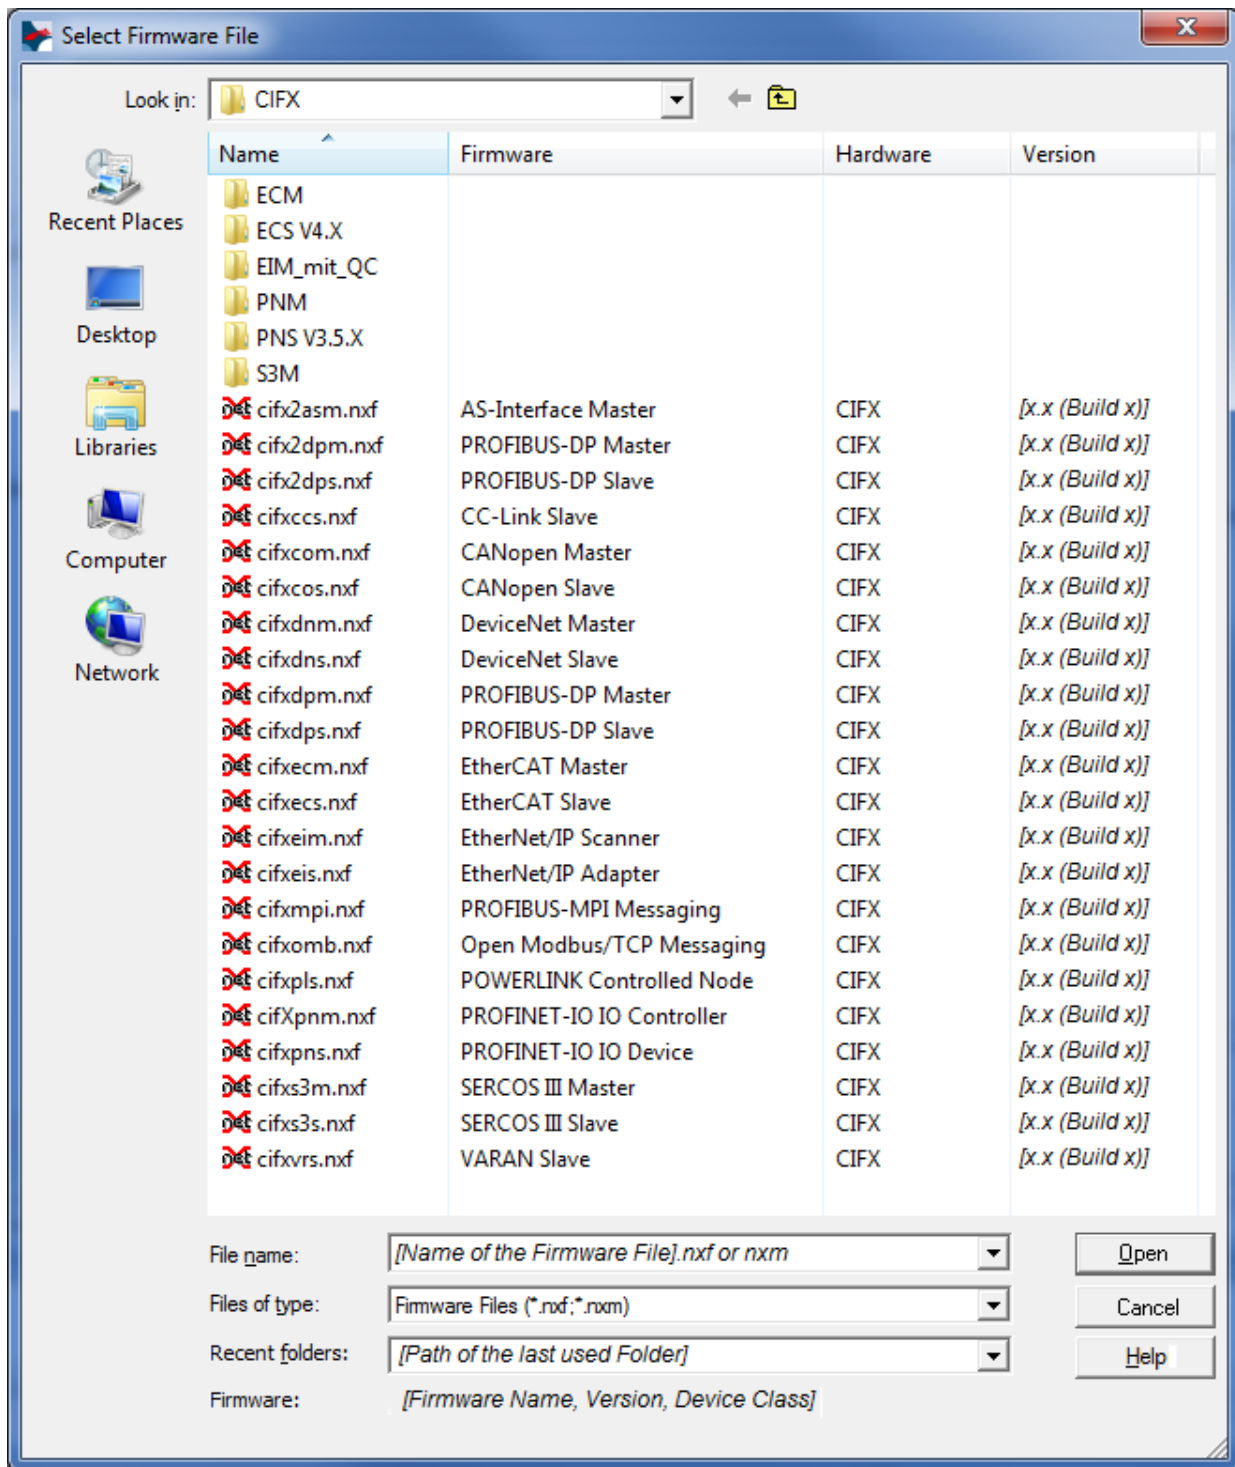 Select Firmware File
X
Look in: CIFX
Name Firmware Hardware Version
ECM
ECS V4.X
EIM_mit_QC
PNM
PNS V3.5.X
S3M
cifx2asm.nxf AS-Interface Master CIFX [x.x (Build x)]
cifx2dpm.nxf PROFIBUS-DP Master CIFX [x.x (Build x)]
cifx2dps.nxf PROFIBUS-DP Slave CIFX [x.x (Build x)]
cifxccs.nxf CC-Link Slave CIFX [x.x (Build x)]
cifxcom.nxf CANopen Master CIFX [x.x (Build x)]
cifxcos.nxf CANopen Slave CIFX [x.x (Build x)]
cifxdnm.nxf DeviceNet Master CIFX [x.x (Build x)]
cifxdns.nxf DeviceNet Slave CIFX [x.x (Build x)]
cifxdpm.nxf PROFIBUS-DP Master CIFX [x.x (Build x)]
cifxdps.nxf PROFIBUS-DP Slave CIFX [x.x (Build x)]
cifxecm.nxf EtherCAT Master CIFX [x.x (Build x)]
cifxecs.nxf EtherCAT Slave CIFX [x.x (Build x)]
cifxeim.nxf EtherNet/IP Scanner CIFX [x.x (Build x)]
cifxeis.nxf EtherNet/IP Adapter CIFX [x.x (Build x)]
cifxmpi.nxf PROFIBUS-MPI Messaging CIFX [x.x (Build x)]
cifxomb.nxf Open Modbus/TCP Messaging CIFX [x.x (Build x)]
cifxpls.nxf POWERLINK Controlled Node CIFX [x.x (Build x)]
cifXpnm.nxf PROFINET-IO IO Controller CIFX [x.x (Build x)]
cifxpns.nxf PROFINET-IO IO Device CIFX [x.x (Build x)]
cifxs3m.nxf SERCOS III Master CIFX [x.x (Build x)]
cifxs3s.nxf SERCOS III Slave CIFX [x.x (Build x)]
cifxvrs.nxf VARAN Slave CIFX [x.x (Build x)]
Recent Places
Desktop
Libraries
Computer
Network
File name: [Name of the Firmware File].nxf or nxm Open
Files of type: Firmware Files (*.nxf;*.nxm) Cancel
Recent folders: [Path of the last used Folder] Help
Firmware: [Firmware Name, Version, Device Class]